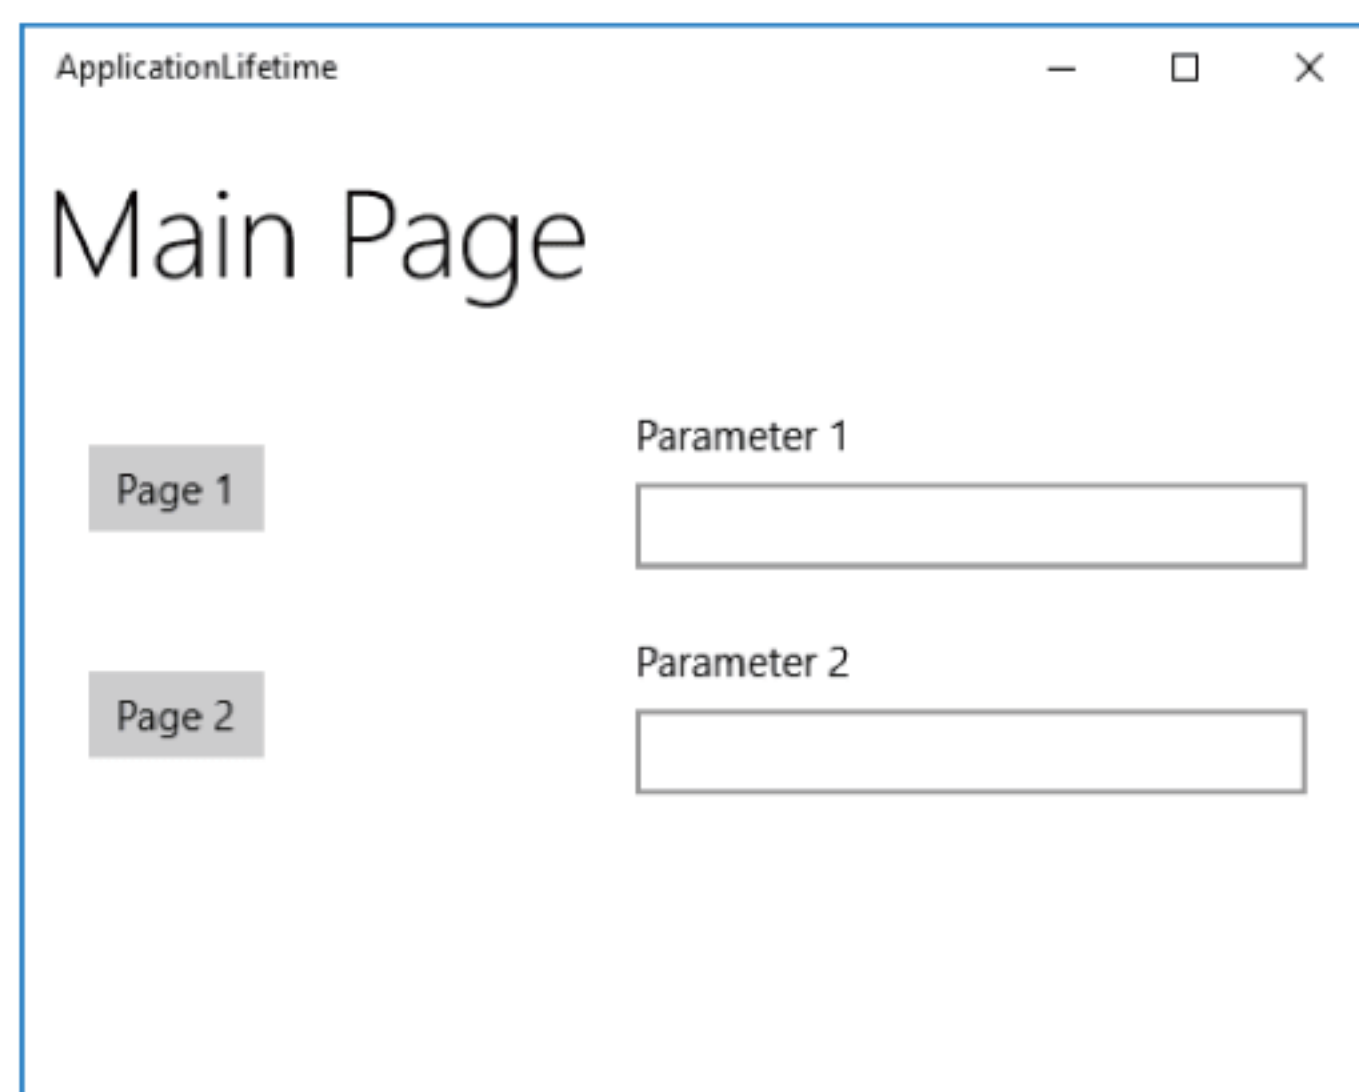 ApplicationLifetime
Main Page
Parameter 1
Page 1
Parameter 2
Page 2